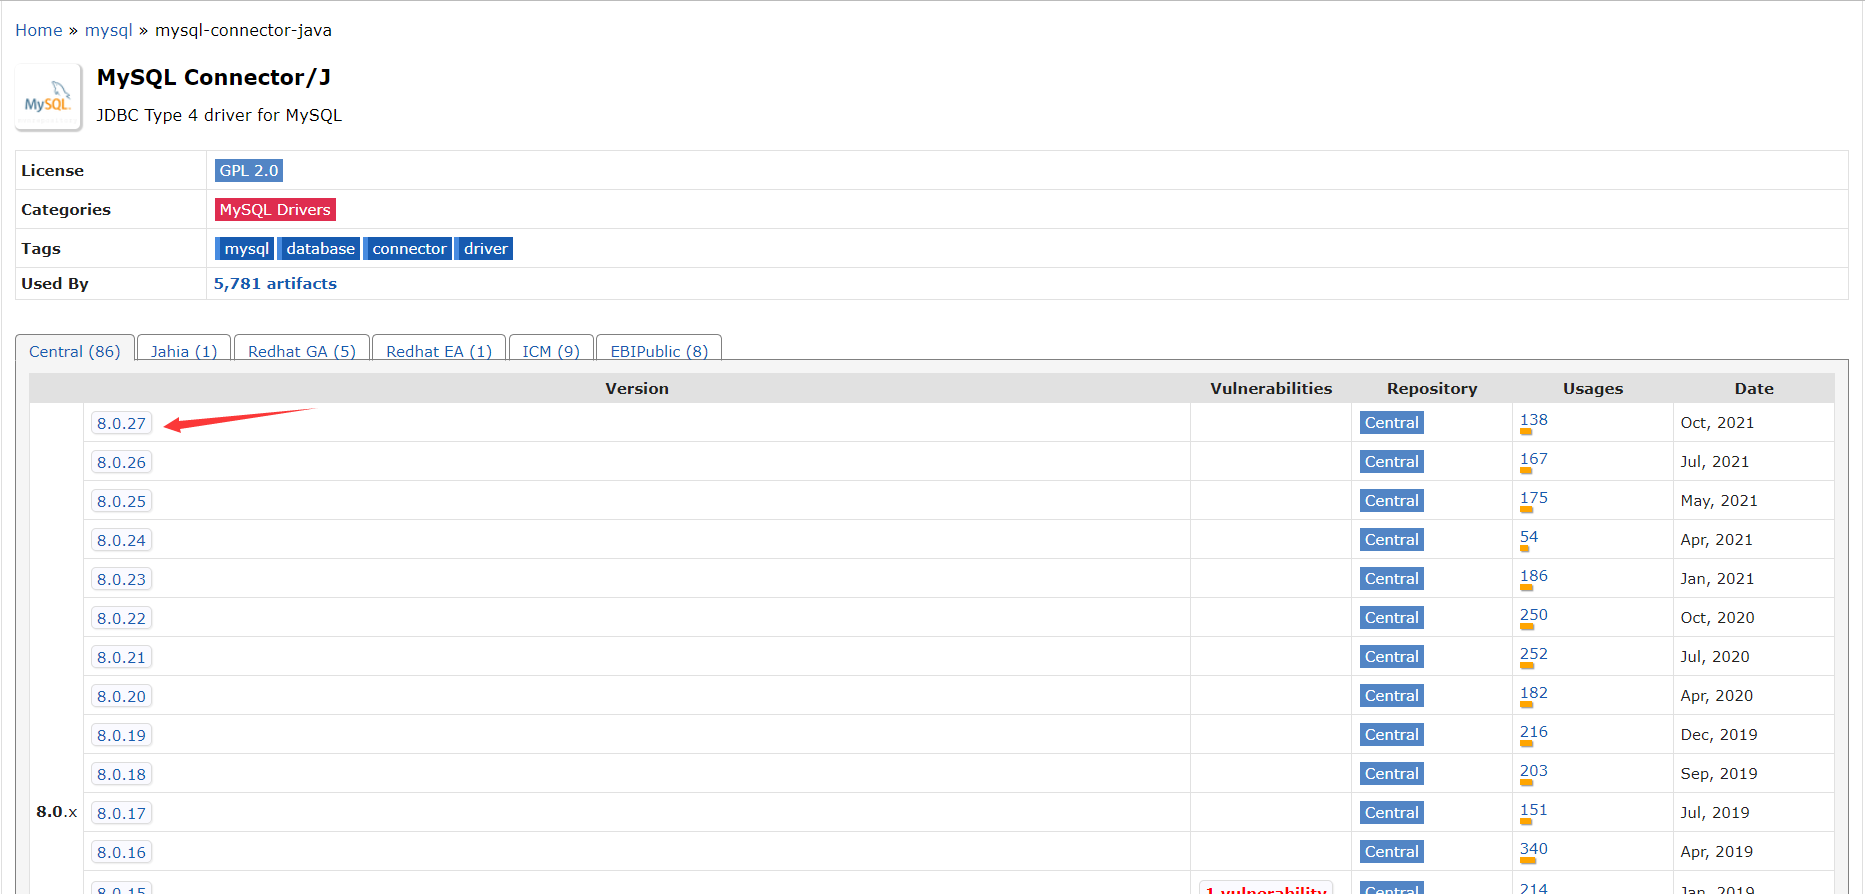 Home » mysql » mysql-connector-java
MySQL
MySQL Connector/J
JDBC Type 4 driver for MySQL
License GPL 2.0
Categories MySQL Drivers
Tags mysql database connector driver
Used By 5,781 artifacts
Central (86) Jahia (1) Redhat GA (5) Redhat EA (1) ICM (9) EBIPublic (8)
Version Vulnerabilities Repository Usages Date
8.0.27 Central 138 Oct, 2021
8.0.26 Central 167 Jul, 2021
8.0.25 Central 175 May, 2021
8.0.24 Central 54 Apr, 2021
8.0.23 Central 186 Jan, 2021
8.0.22 Central 250 Oct, 2020
8.0.21 Central 252 Jul, 2020
8.0.20 Central 182 Apr, 2020
8.0.19 Central 216 Dec, 2019
8.0.18 Central 203 Sep, 2019
8.0.x 8.0.17 Central 151 Jul, 2019
8.0.16 Central 340 Apr, 2019
8.0.15 1 vulnerability Central 214 Jan, 2019